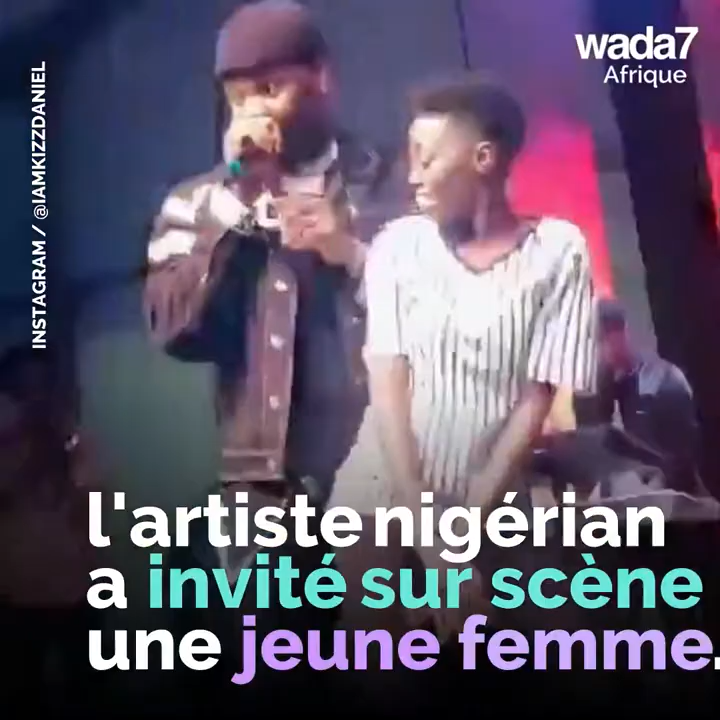 wada7
Afrique
INSTAGRAM / @IAMKIZZDANIEL
l'artiste nigérian
a invité sur scène
une jeune femme.